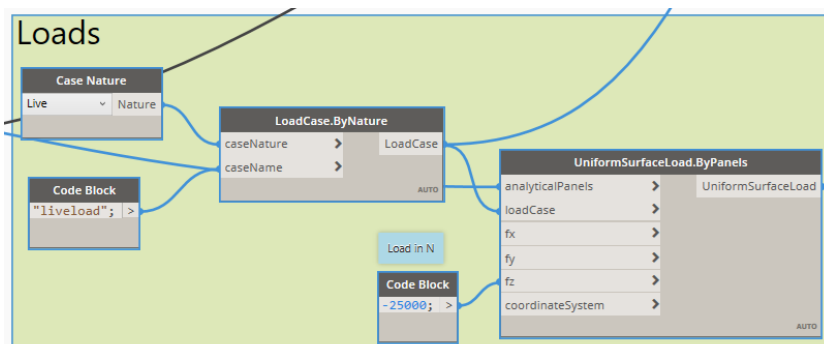 Loads
Case Nature
Live Nature
LoadCase.ByNature
caseNature > LoadCase
caseName >
AUTO
Code Block
"liveload"; >
UniformSurfaceLoad.ByPanels
analyticalPanels > UniformSurfaceLoad
loadCase >
fx >
fy >
fz >
coordinateSystem >
AUTO
Load in N
Code Block
-25000; >